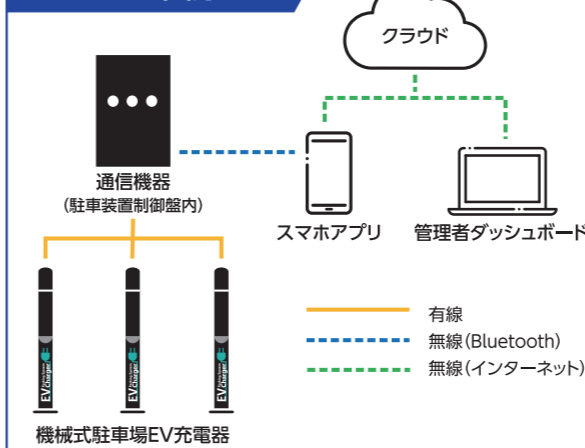 クラウド
通信機器
(駐車装置制御盤内)
スマホアプリ
管理者ダッシュボード
有線
無線(Bluetooth)
無線(インターネット)
EVcharger
EVcharger
EVcharger
機械式駐車場EV充電器